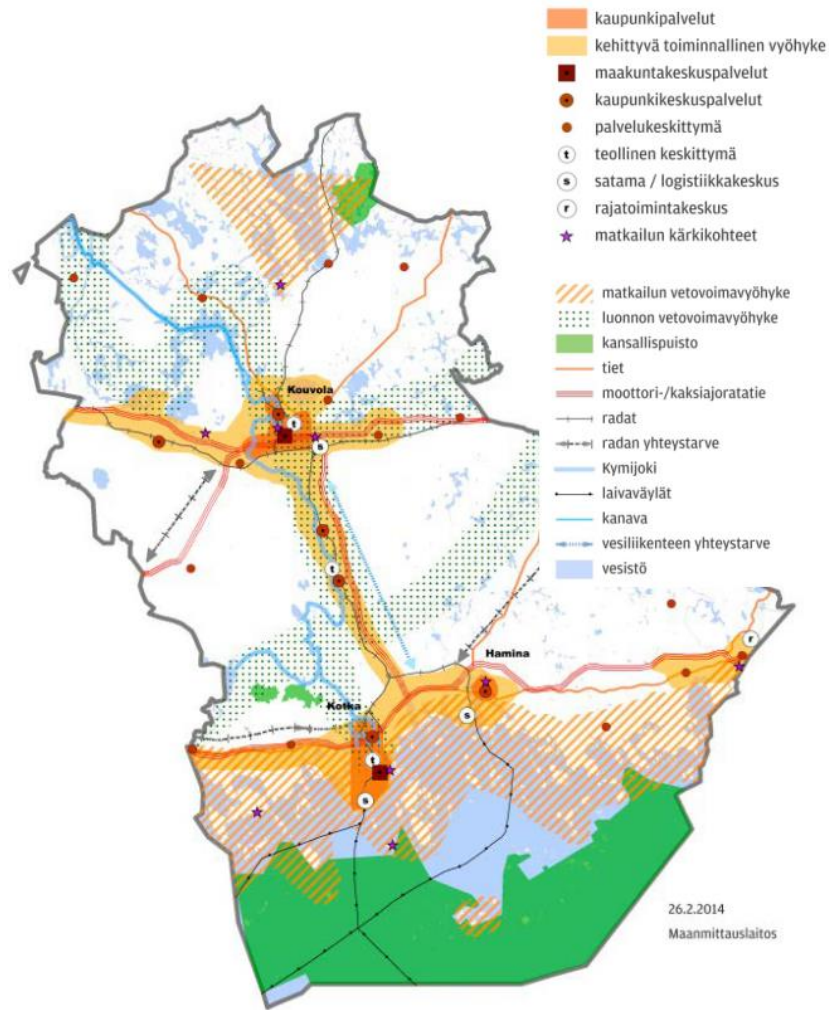 kaupunkipalvelut
kehittyvä toiminnallinen vyöhyke
maakuntakeskuspalvelut
kaupunkikeskuspalvelut
palvelukeskittymä
t teollinen keskittymä
s satama / logistiikkakeskus
r rajatoimintakeskus
matkailun kärkikohteet
matkailun vetovoimavyöhyke
luonnon vetovoimavyöhyke
kansallispuisto
tiet
moottori-/kaksiajoratatie
radat
radan yhteystarve
Kymijoki
laivaväylät
kanava
vesiliikenteen yhteystarve
vesistö
Kouvola
t
s
t
r
Hamina
s
Kotka
t
s
26.2.2014
Maanmittauslaitos